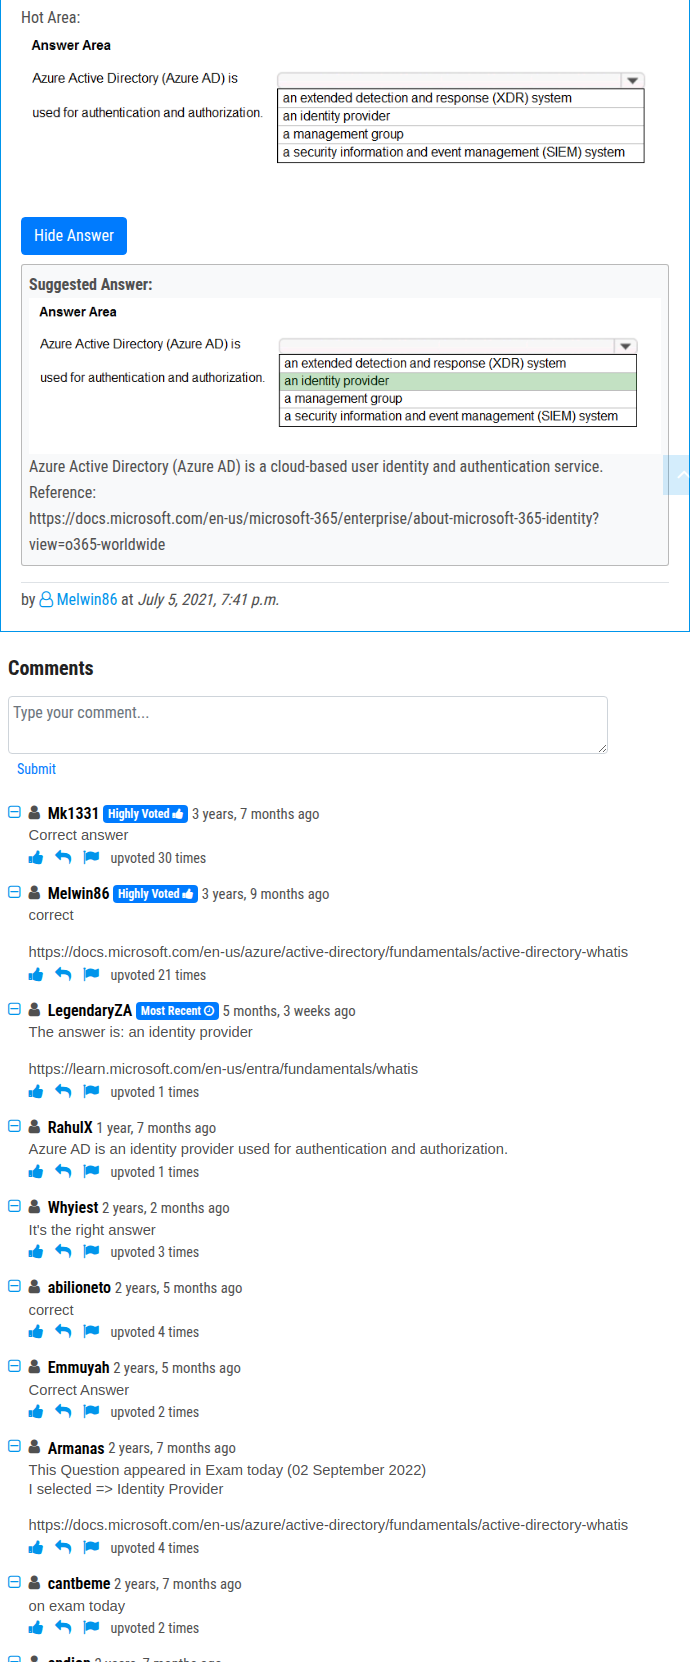 Hot Area:
Answer Area
Azure Active Directory (Azure AD) is
used for authentication and authorization.
an extended detection and response (XDR) system
an identity provider
a management group
a security information and event management (SIEM) system
Hide Answer
Suggested Answer:
Answer Area
Azure Active Directory (Azure AD) is
used for authentication and authorization.
an extended detection and response (XDR) system
an identity provider
a management group
a security information and event management (SIEM) system
Azure Active Directory (Azure AD) is a cloud-based user identity and authentication service.
Reference:
https://docs.microsoft.com/en-us/microsoft-365/enterprise/about-microsoft-365-identity?
view=o365-worldwide
by Melwin86 at July 5, 2021, 7:41 p.m.
Comments
Type your comment...
Submit
Mk1331 Highly Voted 3 years, 7 months ago
Correct answer
upvoted 30 times
Melwin86 Highly Voted 3 years, 9 months ago
correct
https://docs.microsoft.com/en-us/azure/active-directory/fundamentals/active-directory-whatis
upvoted 21 times
LegendaryZA Most Recent 5 months, 3 weeks ago
The answer is: an identity provider
https://learn.microsoft.com/en-us/entra/fundamentals/whatis
upvoted 1 times
RahulX 1 year, 7 months ago
Azure AD is an identity provider used for authentication and authorization.
upvoted 1 times
Whyiest 2 years, 2 months ago
It's the right answer
upvoted 3 times
abilioneto 2 years, 5 months ago
correct
upvoted 4 times
Emmuyah 2 years, 5 months ago
Correct Answer
upvoted 2 times
Armanas 2 years, 7 months ago
This Question appeared in Exam today (02 September 2022)
I selected => Identity Provider
https://docs.microsoft.com/en-us/azure/active-directory/fundamentals/active-directory-whatis
upvoted 4 times
cantbeme 2 years, 7 months ago
on exam today
upvoted 2 times
2 years, 7 months ago